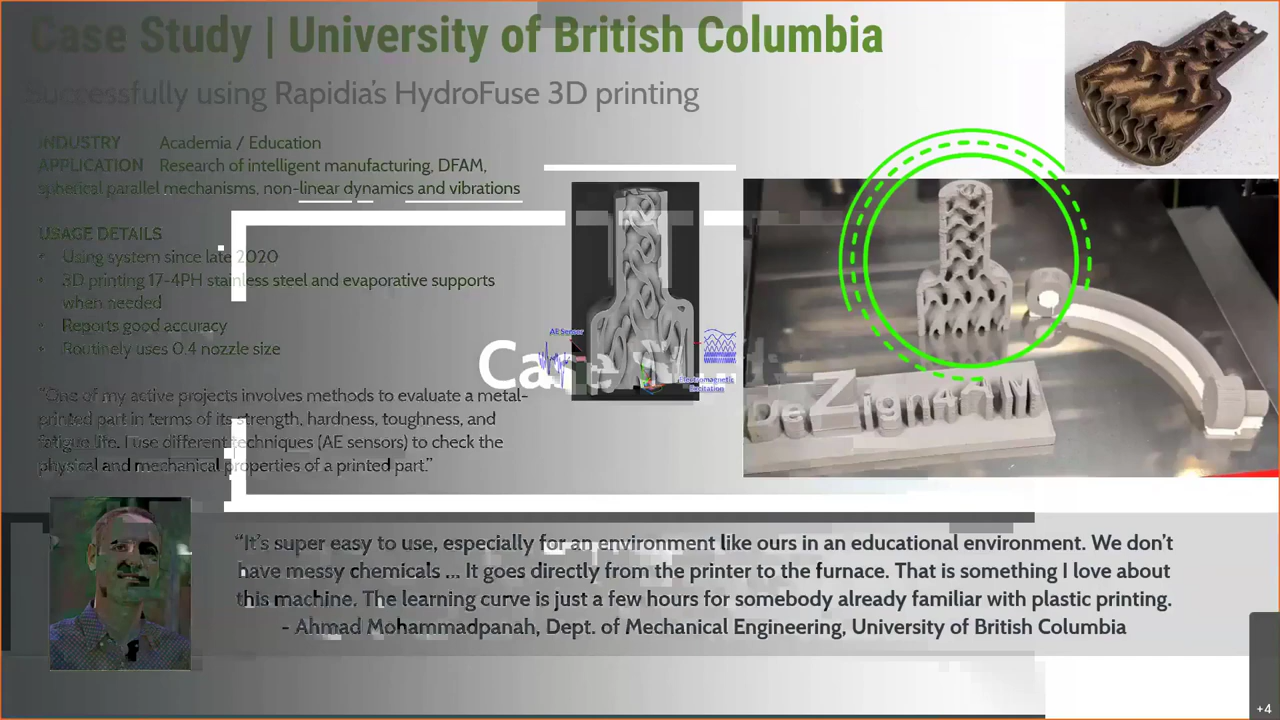 Case Study | University of British Columbia
Successfully using Rapidia's HydroFuse 3D printing
INDUSTRY Academia / Education
APPLICATION Research of intelligent manufacturing, DFAM,
spherical parallel mechanisms, non-linear dynamics and vibrations
USAGE DETAILS
• Using system since late 2020
• 3D printing 17-4PH stainless steel and evaporative supports
when needed
• Reports good accuracy
• Routinely uses 0.4 nozzle size
AE Sensor
Electromagnetic
Excitation
"One of my active projects involves methods to evaluate a metal-
printed part in terms of its strength, hardness, toughness, and
fatigue life. I use different techniques (AE sensors) to check the
physical and mechanical properties of a printed part."
DeZign4AM
"It's super easy to use, especially for an environment like ours in an educational environment. We don't
have messy chemicals ... It goes directly from the printer to the furnace. That is something I love about
this machine. The learning curve is just a few hours for somebody already familiar with plastic printing.
- Ahmad Mohammadpanah, Dept. of Mechanical Engineering, University of British Columbia
+4